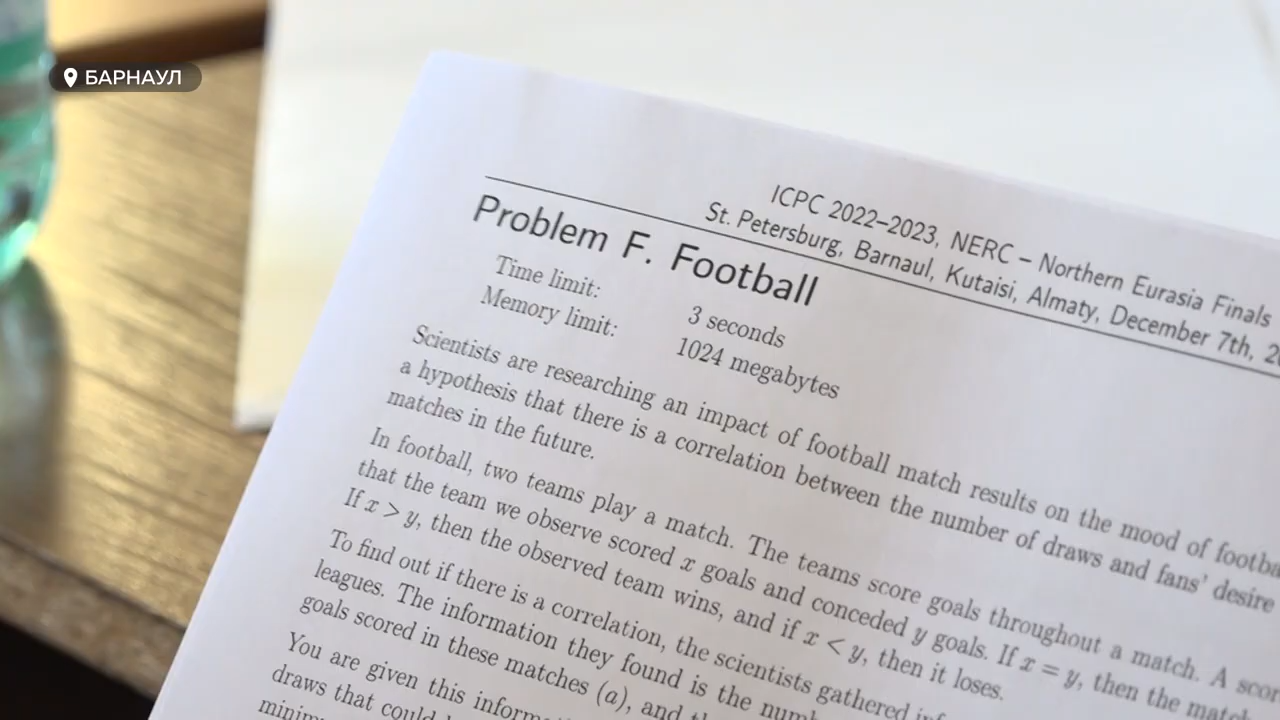 БАРНАУЛ
ICPC 2022–2023, NERC – Northern Eurasia Finals
St. Petersburg, Barnaul, Kutaisi, Almaty, December 7th,
Problem F. Football
Time limit: 3 seconds
Memory limit: 1024 megabytes
Scientists are researching an impact of football match results on the mood of
a hypothesis that there is a correlation between the number of draws and fans' desire
matches in the future.
In football, two teams play a match. The teams score goals throughout a match. A
that the team we observe scored x goals and conceded y goals. If x = y, then the
If x > y, then the observed team wins, and if x < y, then it loses.
To find out if there is a correlation, the scientists gathered
leagues. The information they found is the
goals scored in these matches (a), and
You are given this
draws that could